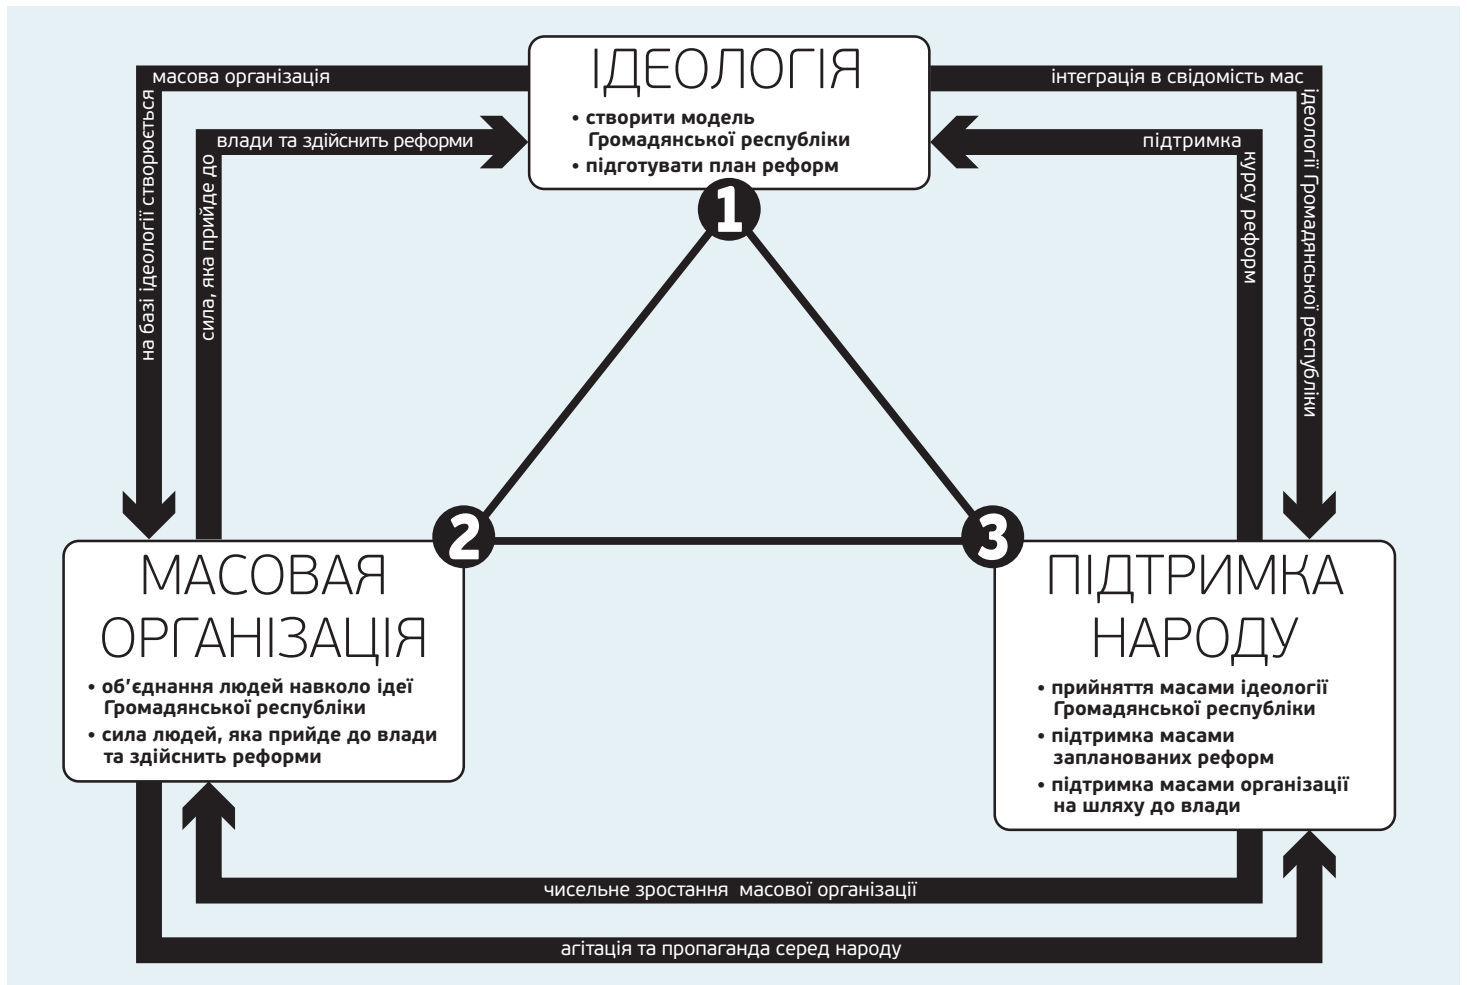 ІДЕОЛОГІЯ
• створити модель
Громадянської республіки
• підготувати план реформ
масова організація
на базі ідеології створюється
сила, яка прийде до
влади та здійснить реформи
інтеграція в свідомість мас
ідеології Громадянської республіки
підтримка
курсу реформ
1
2
3
МАСОВАЯ
ОРГАНІЗАЦІЯ
• об’єднання людей навколо ідеї
Громадянської республіки
• сила людей, яка прийде до влади
та здійснить реформи
ПІДТРИМКА
НАРОДУ
• прийняття масами ідеології
Громадянської республіки
• підтримка масами
запланованих реформ
• підтримка масами організації
на шляху до влади
чисельне зростання масової організації
агітація та пропаганда серед народу